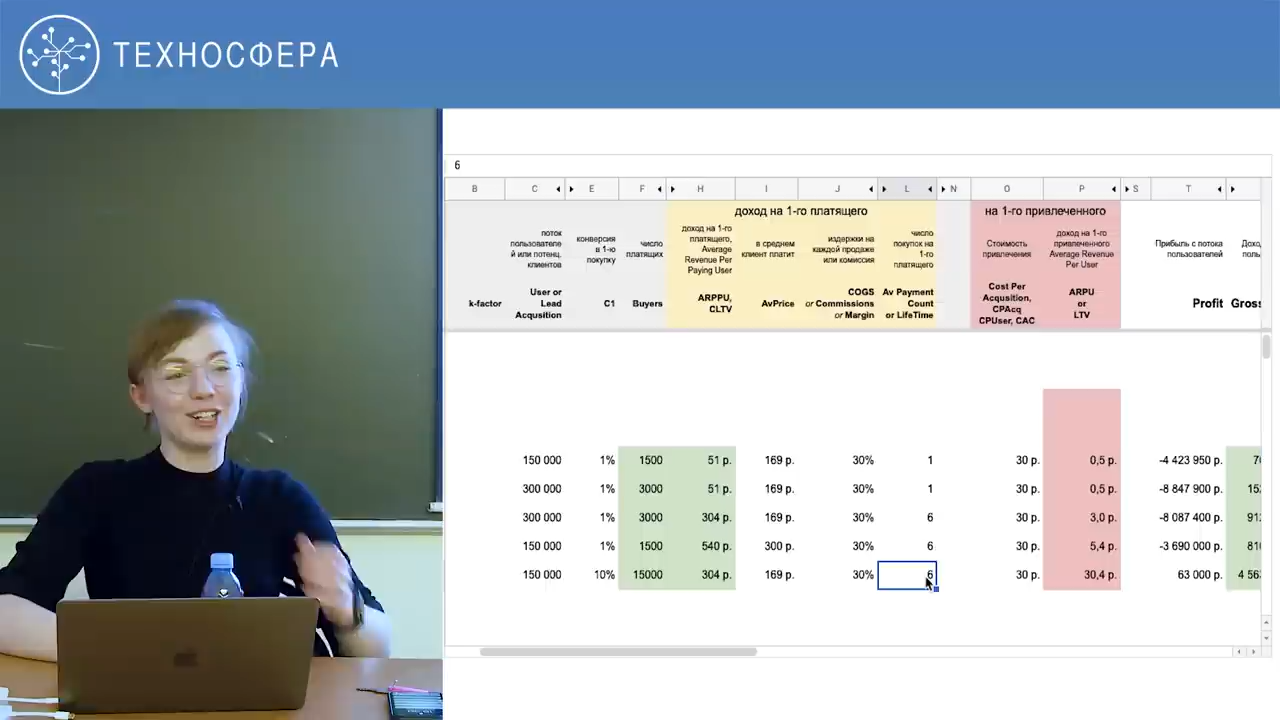 ТЕХНОСФЕРА
6
B C E F H I J L N O P S T
доход на 1-го платящего
на 1-го привлеченного
поток
пользователе
й или потенц.
клиентов
конверсия
в 1-ю
покупку
число
платящих
доход на 1-го
платящего,
Average
Revenue Per
Paying User
в среднем
клиент платит
издержки на
каждой продаже
или комиссия
число
покупок на
1-го
платящего
Стоимость
привлечения
доход на 1-го
привлеченного
Average Revenue
Per User
Прибыль с потока
пользователей
k-factor
User or
Lead
Acqusition
C1
Buyers
ARPPU,
CLTV
AvPrice
COGS
or Commissions
or Margin
Av Payment
Count
or LifeTime
Cost Per
Acqusition,
CPAcq
CPUser, CAC
ARPU
or
LTV
Profit
Gross
150 000 1% 1500 51 р. 169 р. 30% 1 30 р. 0,5 р. -4 423 950 р.
300 000 1% 3000 51 р. 169 р. 30% 1 30 р. 0,5 р. -8 847 900 р.
300 000 1% 3000 304 р. 169 р. 30% 6 30 р. 3,0 р. -8 087 400 р.
150 000 1% 1500 540 р. 300 р. 30% 6 30 р. 5,4 р. -3 690 000 р.
150 000 10% 15000 304 р. 169 р. 30% 6 30 р. 30,4 р. 63 000 р.